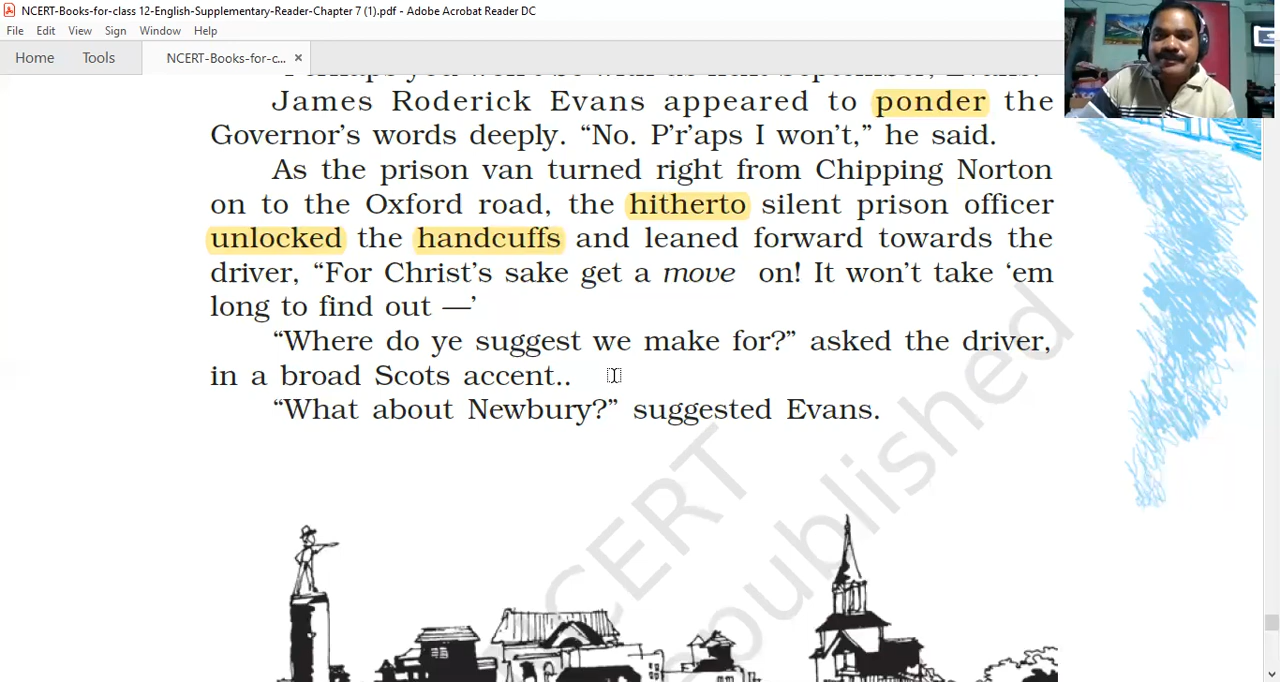 NCERT-Books-for-class 12-English-Supplementary-Reader-Chapter 7 (1).pdf - Adobe Acrobat Reader DC
File Edit View Sign Window Help
Home Tools NCERT-Books-for-c... ×
James Roderick Evans appeared to ponder the
Governor's words deeply. “No. P'r'aps I won't,” he said.
As the prison van turned right from Chipping Norton
on to the Oxford road, the hitherto silent prison officer
unlocked the handcuffs and leaned forward towards the
driver, “For Christ's sake get a move on! It won't take ‘em
long to find out —’
“Where do ye suggest we make for?” asked the driver,
in a broad Scots accent..
“What about Newbury?” suggested Evans.
NCERT
republished